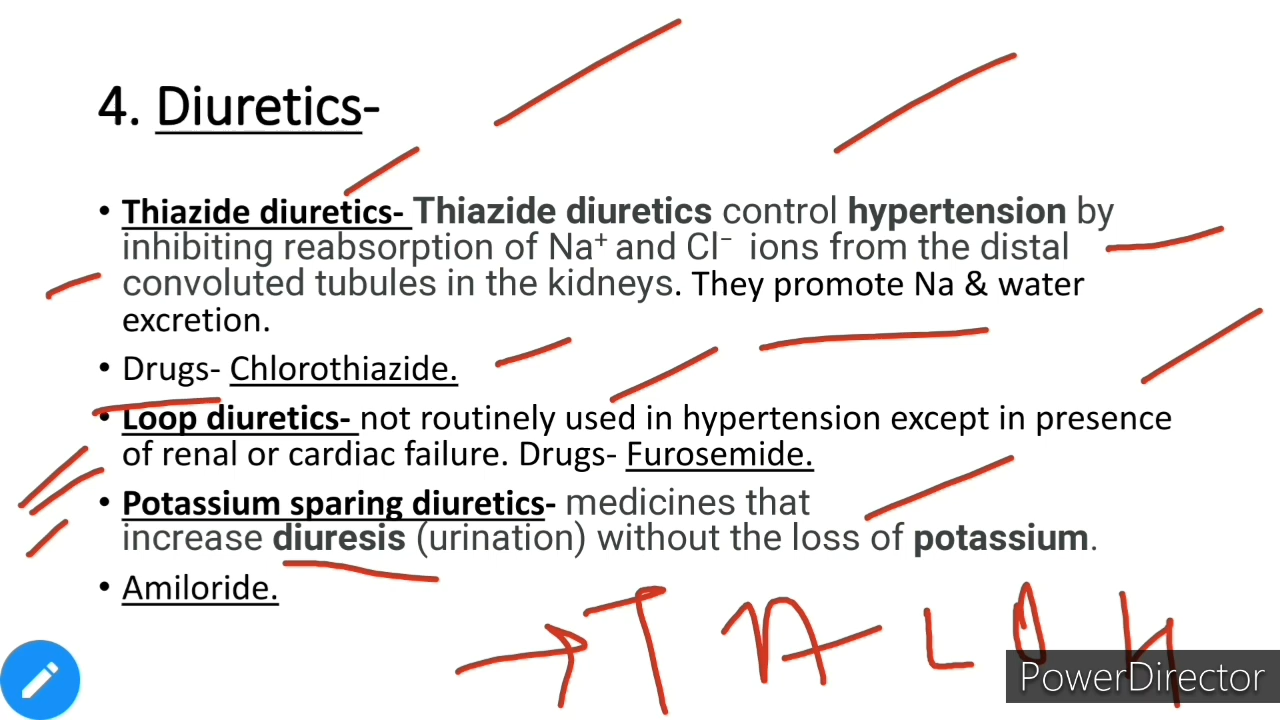 4. Diuretics-
• Thiazide diuretics- Thiazide diuretics control hypertension by
inhibiting reabsorption of Na⁺ and Cl⁻ ions from the distal
convoluted tubules in the kidneys. They promote Na & water
excretion.
• Drugs- Chlorothiazide.
• Loop diuretics- not routinely used in hypertension except in presence
of renal or cardiac failure. Drugs- Furosemide.
• Potassium sparing diuretics- medicines that
increase diuresis (urination) without the loss of potassium.
• Amiloride.
PowerDirector